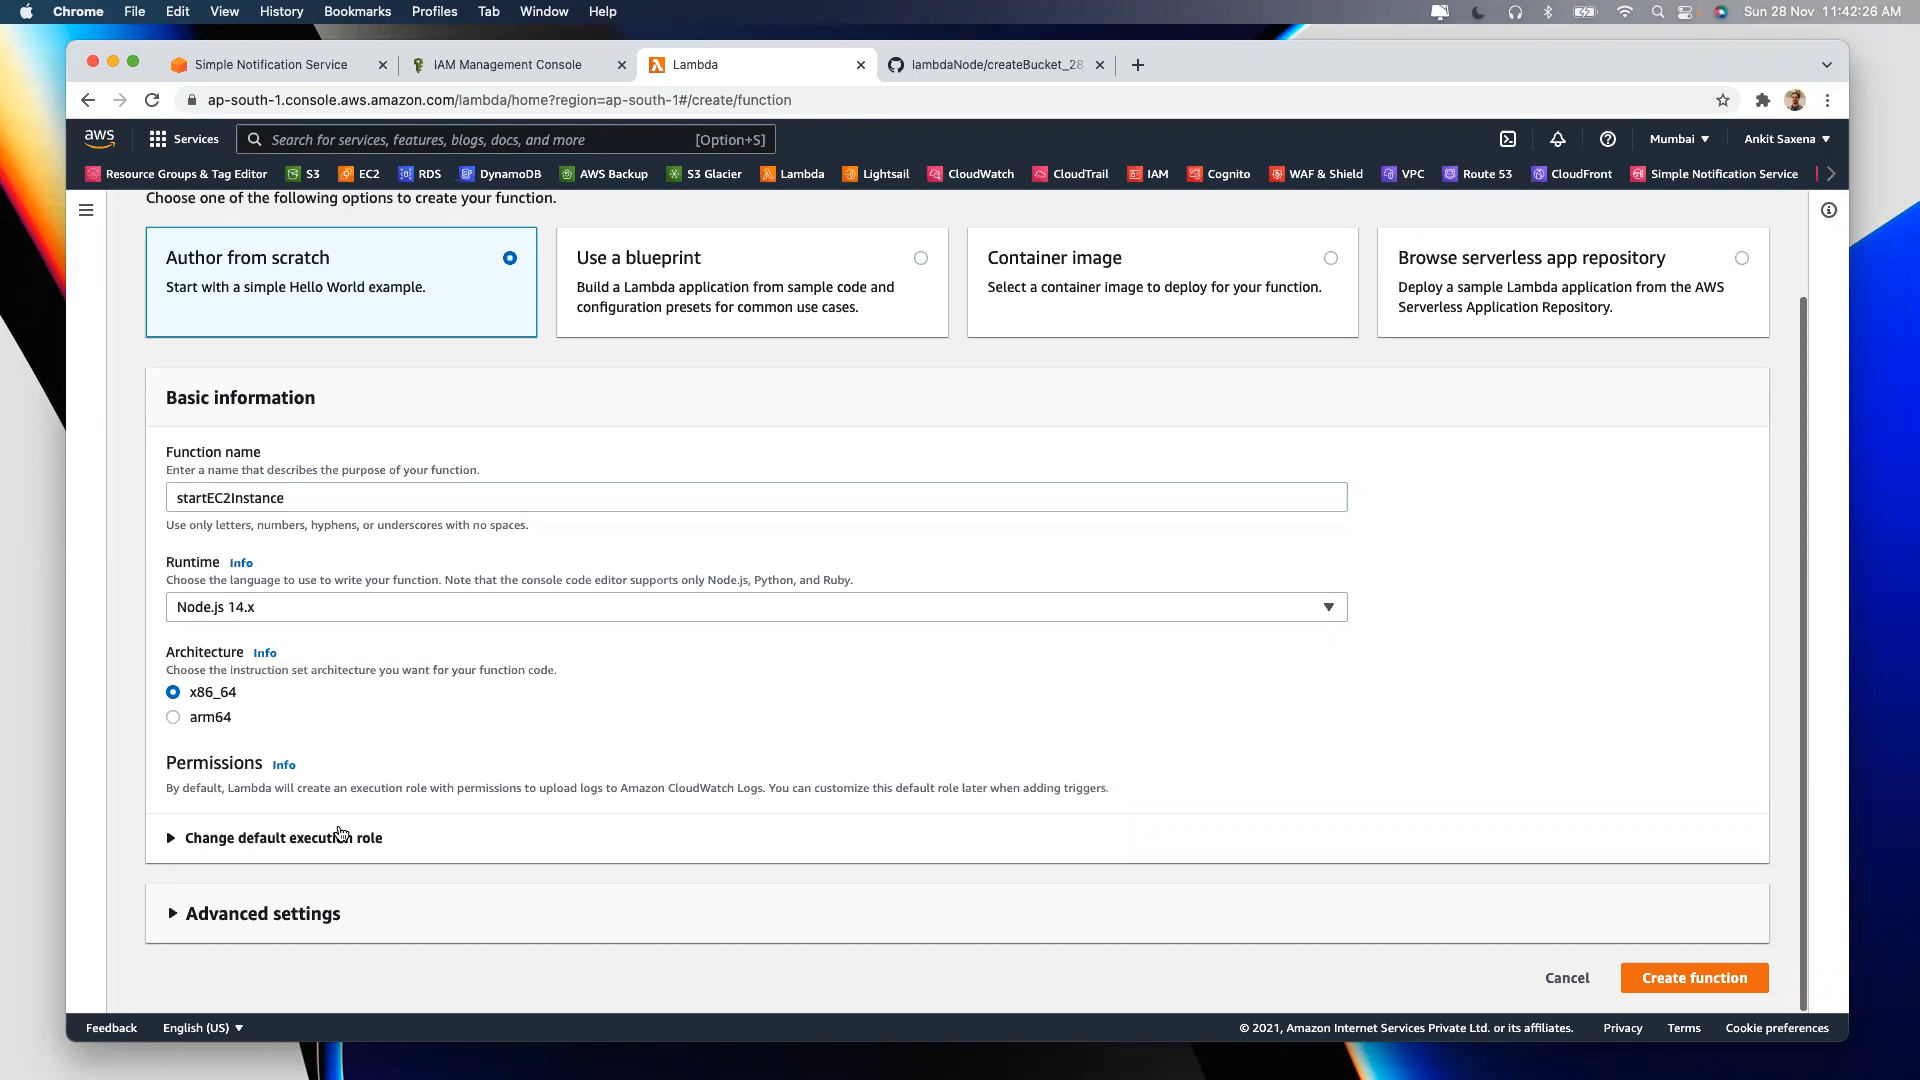 Chrome File Edit View History Bookmarks Profiles Tab Window Help Sun 28 Nov 11:42:26 AM
Simple Notification Service IAM Management Console Lambda lambdaNode/createBucket_28
ap-south-1.console.aws.amazon.com/lambda/home?region=ap-south-1#/create/function
aws Services Search for services, features, blogs, docs, and more [Option+S] Mumbai Ankit Saxena
Resource Groups & Tag Editor S3 EC2 RDS DynamoDB AWS Backup S3 Glacier Lambda Lightsail CloudWatch CloudTrail IAM Cognito WAF & Shield VPC Route 53 CloudFront Simple Notification Service
Choose one of the following options to create your function.
Author from scratch
Start with a simple Hello World example.
Use a blueprint
Build a Lambda application from sample code and
configuration presets for common use cases.
Container image
Select a container image to deploy for your function.
Browse serverless app repository
Deploy a sample Lambda application from the AWS
Serverless Application Repository.
Basic information
Function name
Enter a name that describes the purpose of your function.
startEC2Instance
Use only letters, numbers, hyphens, or underscores with no spaces.
Runtime Info
Choose the language to use to write your function. Note that the console code editor supports only Node.js, Python, and Ruby.
Node.js 14.x
Architecture Info
Choose the instruction set architecture you want for your function code.
x86_64
arm64
Permissions Info
By default, Lambda will create an execution role with permissions to upload logs to Amazon CloudWatch Logs. You can customize this default role later when adding triggers.
Change default execution role
Advanced settings
Cancel Create function
Feedback English (US) © 2021, Amazon Internet Services Private Ltd. or its affiliates. Privacy Terms Cookie preferences